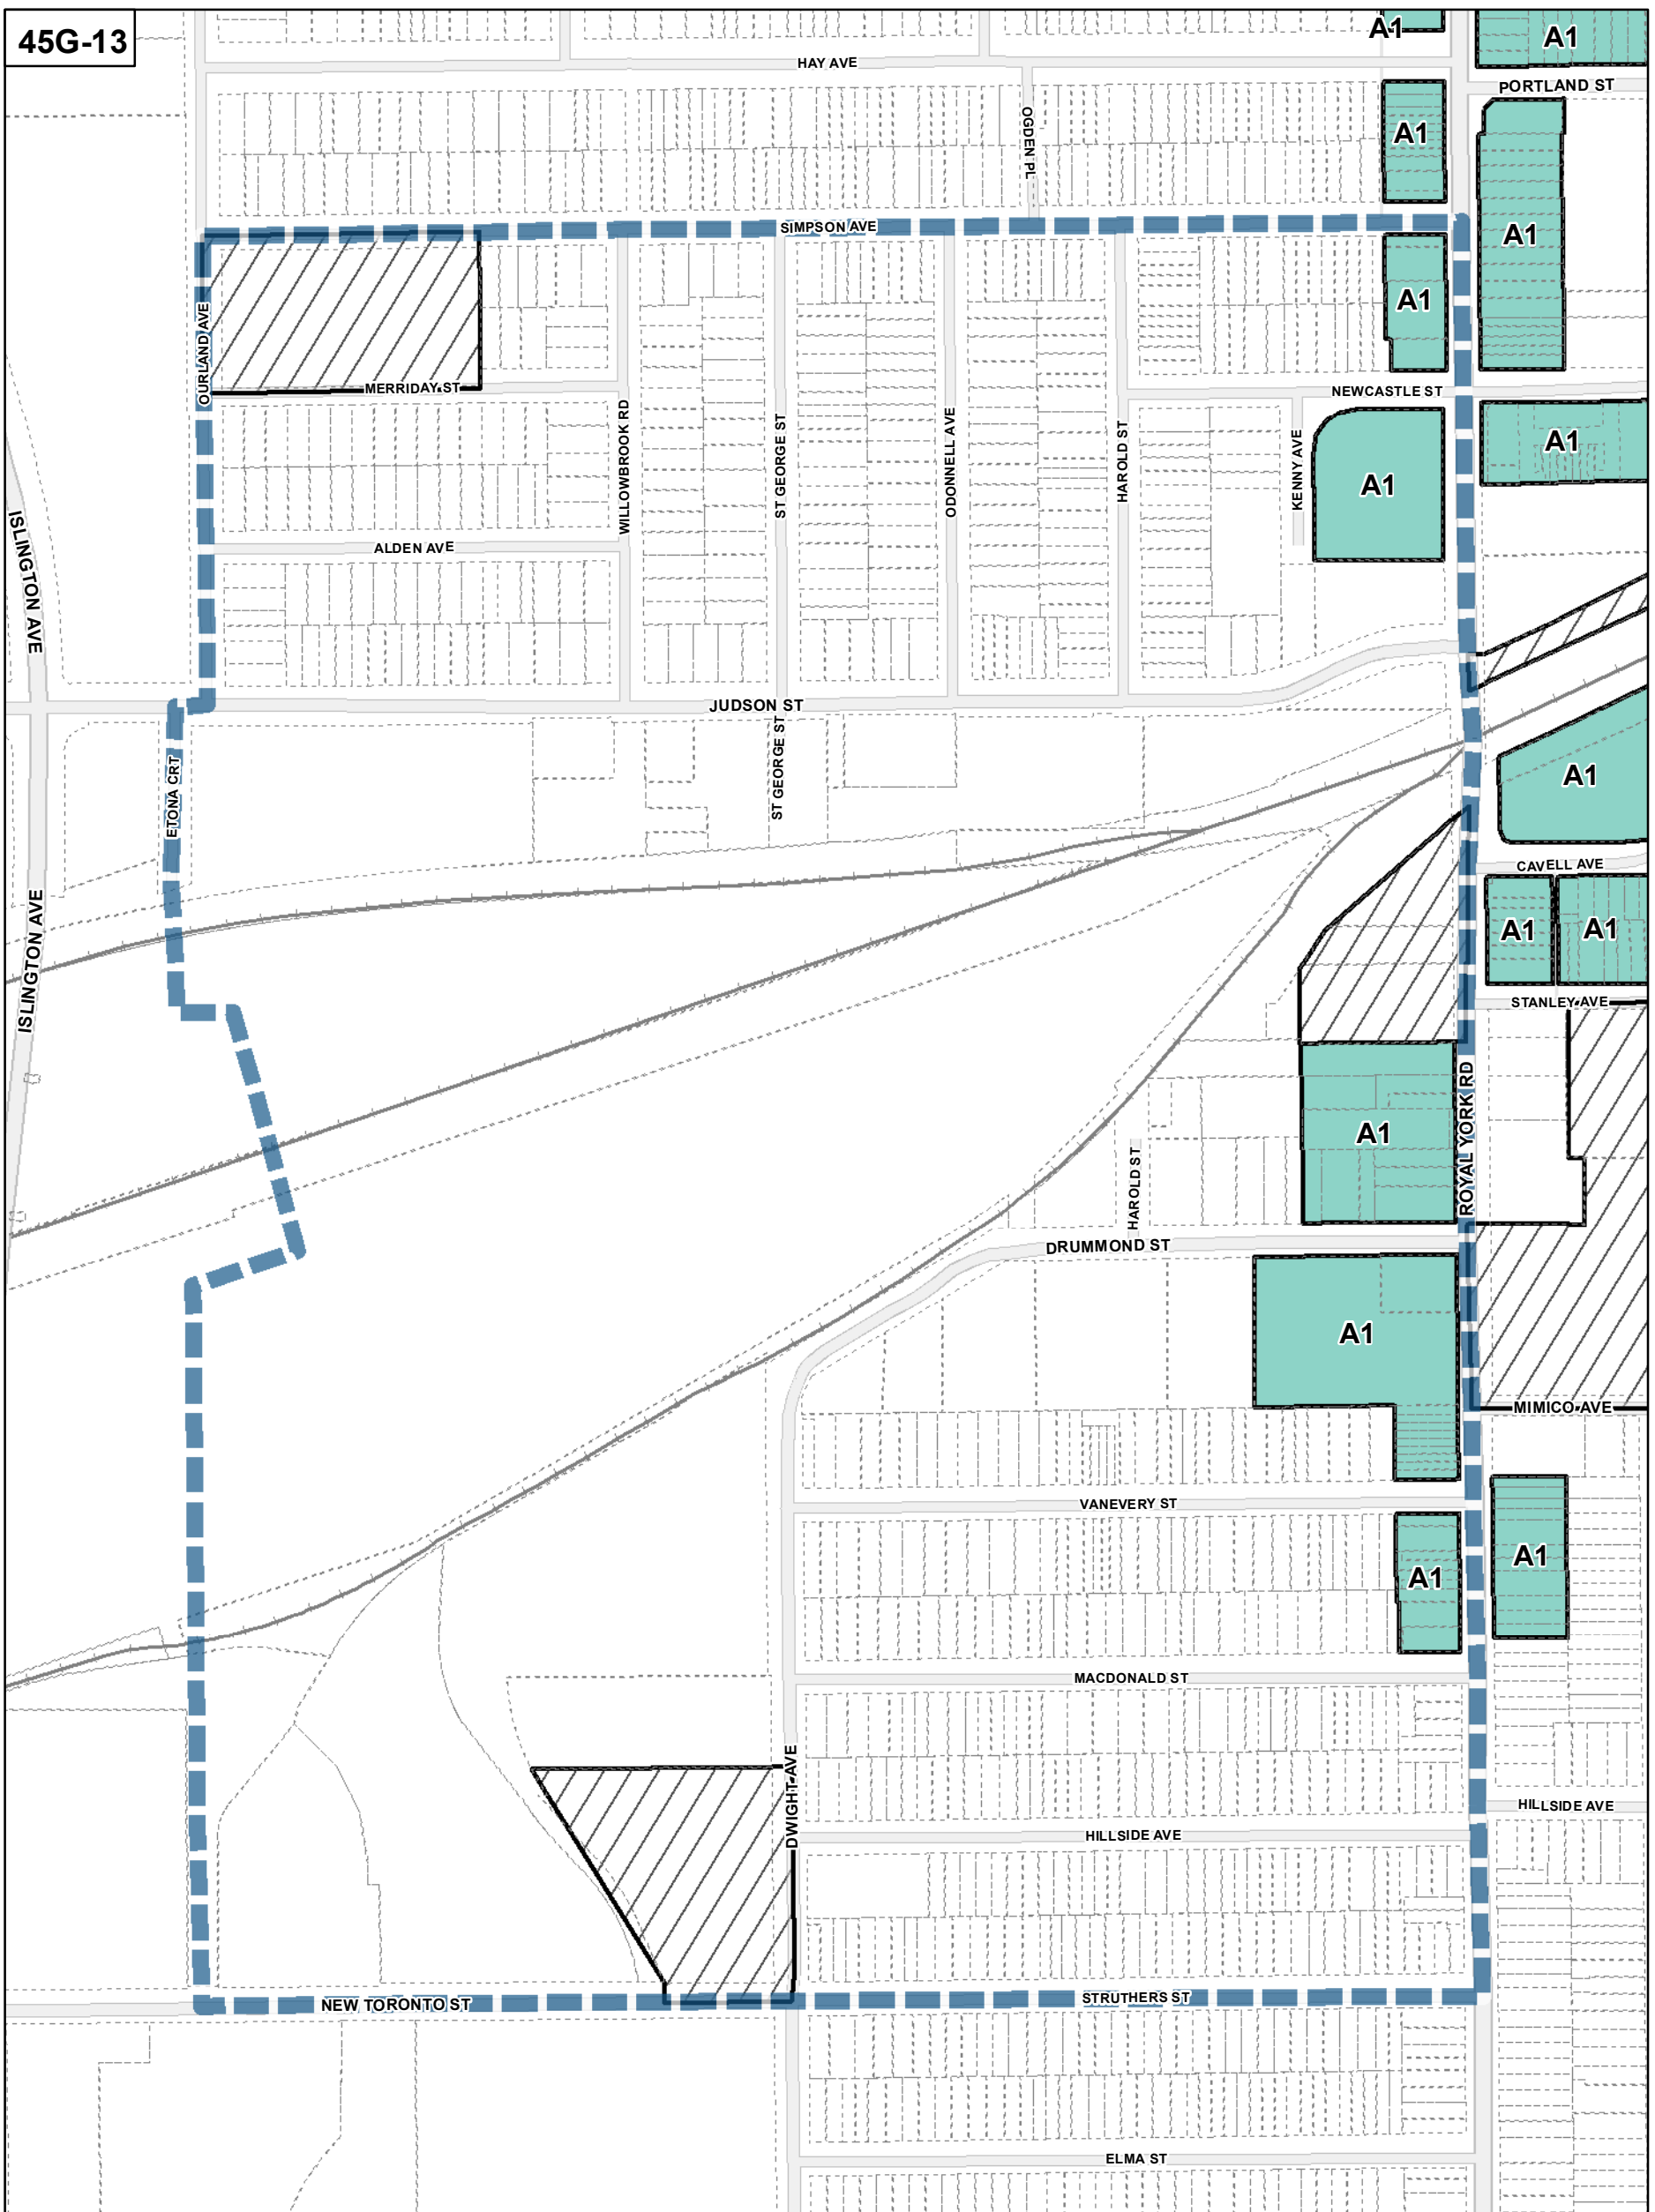 45G-13
A1
A1
HAY AVE
PORTLAND ST
OGDEN PL
A1
SIMPSON AVE
A1
A1
OURLAND AVE
MERRIDAY ST
NEWCASTLE ST
WILLOWBROOK RD
ST GEORGE ST
ODONNELL AVE
HAROLD ST
KENNY AVE
A1
A1
ISLINGTON AVE
ALDEN AVE
JUDSON ST
ST GEORGE ST
ETONA CRT
A1
CAVELL AVE
ISLINGTON AVE
A1
A1
STANLEY AVE
A1
ROYAL YORK RD
HAROLD ST
DRUMMOND ST
A1
MIMICO AVE
VANEVERY ST
A1
A1
MACDONALD ST
DWIGHT AVE
HILLSIDE AVE
HILLSIDE AVE
NEW TORONTO ST
STRUTHERS ST
ELMA ST